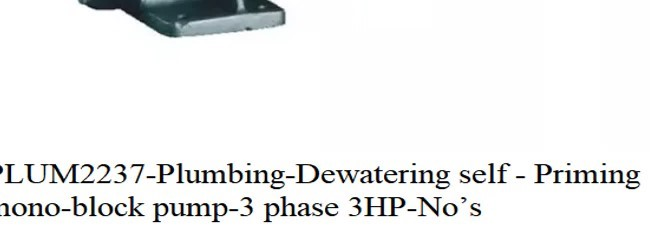 PLUM2237-Plumbing-Dewatering self - Priming
mono-block pump-3 phase 3HP-No’s